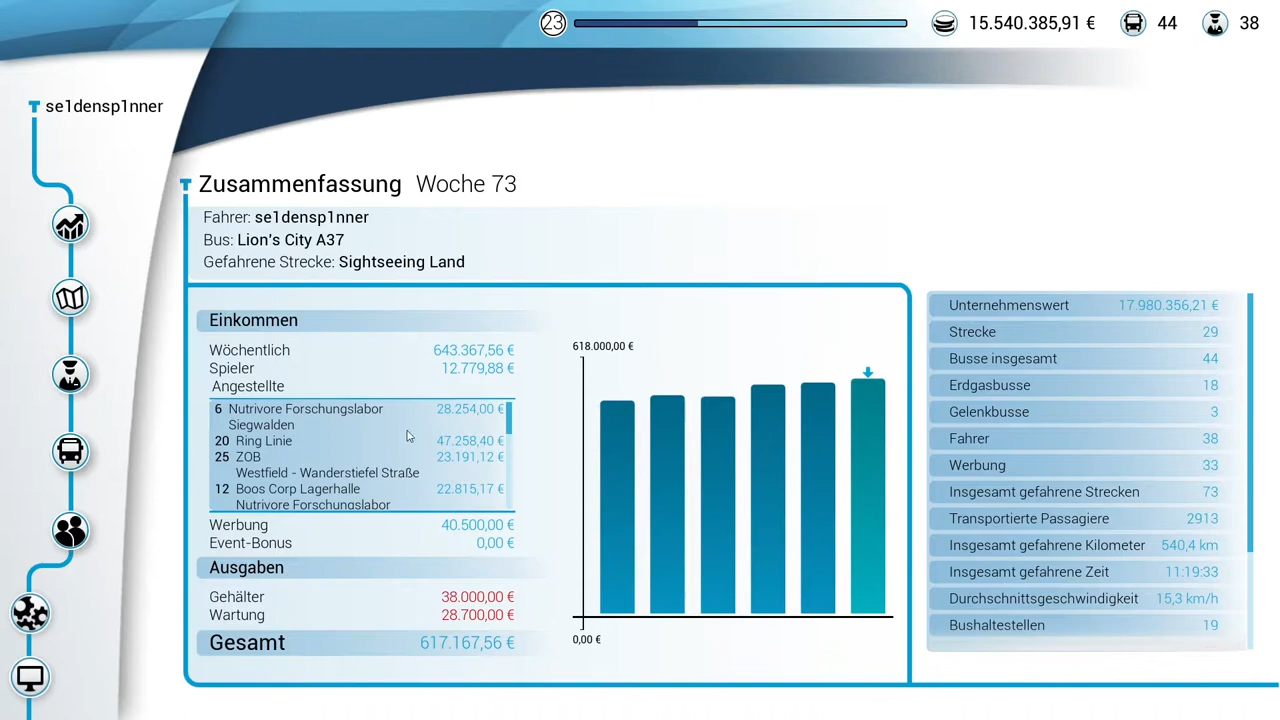 23 15.540.385,91 € 44 38
se1densp1nner
Zusammenfassung Woche 73
Fahrer: se1densp1nner
Bus: Lion's City A37
Gefahrene Strecke: Sightseeing Land
Einkommen
Wöchentlich 643.367,56 €
Spieler 12.779,88 €
Angestellte
6 Nutrivore Forschungslabor 28.254,00 €
Siegwalden
20 Ring Linie 47.258,40 €
25 ZOB 23.191,12 €
Westfield - Wanderstiefel Straße
12 Boos Corp Lagerhalle 22.815,17 €
Nutrivore Forschungslabor
Werbung 40.500,00 €
Event-Bonus 0,00 €
Ausgaben
Gehälter 38.000,00 €
Wartung 28.700,00 €
Gesamt 617.167,56 €
618.000,00 €
0,00 €
Unternehmenswert 17.980.356,21 €
Strecke 29
Busse insgesamt 44
Erdgasbusse 18
Gelenkbusse 3
Fahrer 38
Werbung 33
Insgesamt gefahrene Strecken 73
Transportierte Passagiere 2913
Insgesamt gefahrene Kilometer 540,4 km
Insgesamt gefahrene Zeit 11:19:33
Durchschnittsgeschwindigkeit 15,3 km/h
Bushaltestellen 19